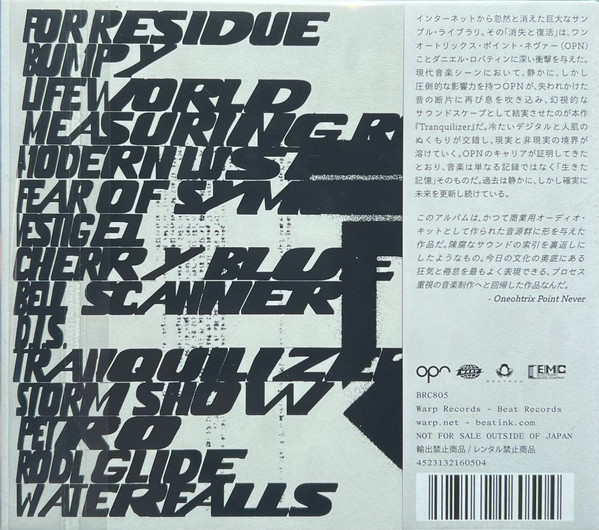 FOR RESIDUE
BUMPY
LIFEWORLD
MEASURING R
MODERN LUST
FEAR OF SYM
VESTIGEL
CHERRY BLUE
BELL SCANNER
D.I.S.
TRANQUILIZER
STORM SHOW
PETRO
RODL GLIDE
WATERFALLS
インターネットから忽然と消えた巨大なサン
プル・ライブラリ。その「消失と復活」は、ワン
オートリックス・ポイント・ネヴァー（OPN）
ことダニエル・ロパティンに深い衝撃を与えた。
現代音楽シーンにおいて、静かに、しかし
圧倒的な影響力を持つOPNが、失われかけた
音の断片に再び息を吹き込み、幻視的な
サウンドスケープとして結実させたのが本作
『Tranquilizer』だ。冷たいデジタルと人肌の
ぬくもりが交錯し、現実と非現実の境界が
溶けていく。OPNのキャリアが証明してきた
とおり、音楽は単なる記録ではなく「生きた
記憶」そのものだ。過去は静かに、しかし確実に
未来を更新し続けている。
このアルバムは、かつて商業用オーディオ・
キットとして作られた音源群に形を与えた
作品だ。陳腐なサウンドの索引を裏返しに
したようなもの。今日の文化の奥底にある
狂気と倦怠を最もよく表現できる、プロセス
重視の音楽制作へと回帰した作品なんだ。
- Oneohtrix Point Never
opn
BEATINK
EMC
BRC805
Warp Records - Beat Records
warp.net - beatink.com
NOT FOR SALE OUTSIDE OF JAPAN
輸出禁止商品/レンタル禁止商品
4523132160504